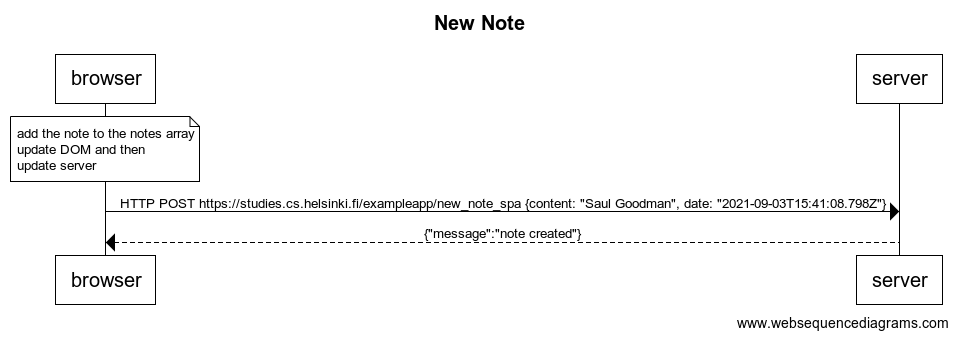 New Note
browser
server
add the note to the notes array
update DOM and then
update server
HTTP POST https://studies.cs.helsinki.fi/exampleapp/new_note_spa {content: "Saul Goodman", date: "2021-09-03T15:41:08.798Z"}
{"message":"note created"}
browser
server
www.websequencediagrams.com